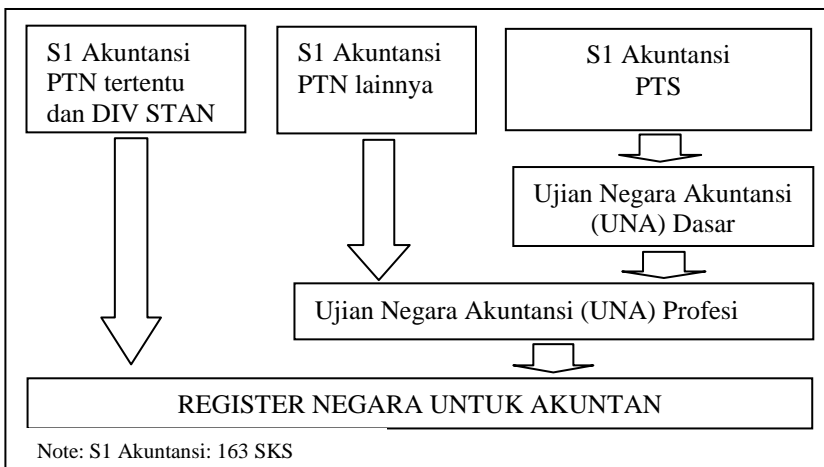 S1 Akuntansi
PTN tertentu
dan DIV STAN
S1 Akuntansi
PTN lainnya
S1 Akuntansi
PTS
Ujian Negara Akuntansi
(UNA) Dasar
Ujian Negara Akuntansi (UNA) Profesi
REGISTER NEGARA UNTUK AKUNTAN
Note: S1 Akuntansi: 163 SKS